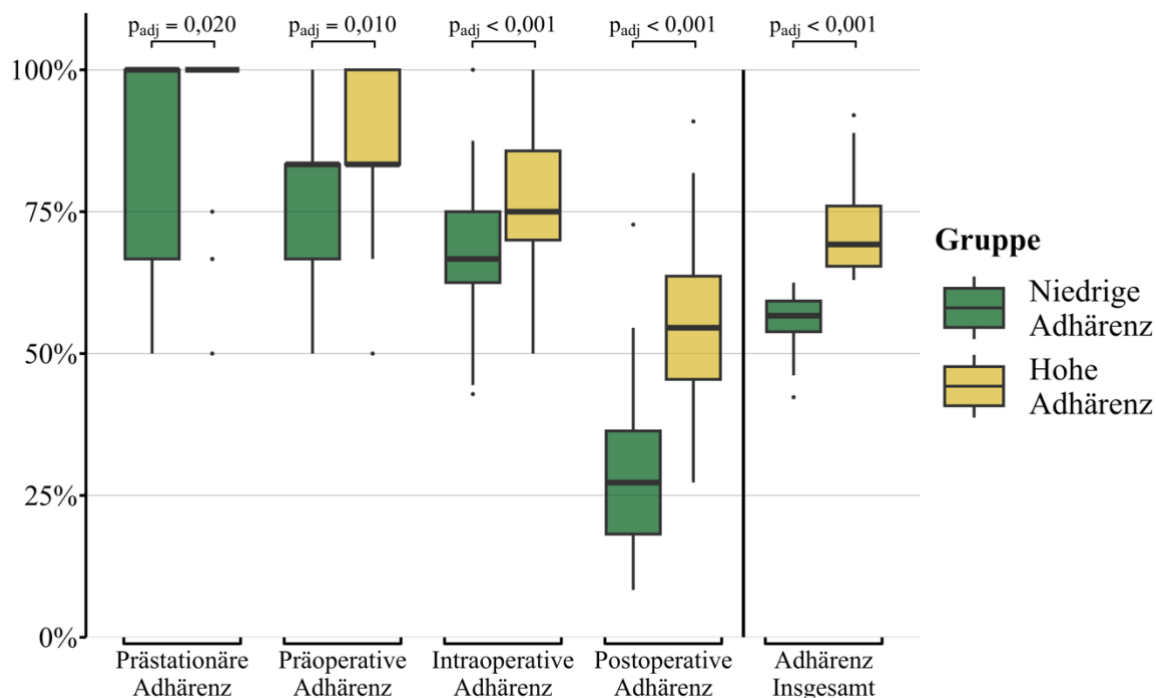 p_adj = 0,020
p_adj = 0,010
p_adj < 0,001
p_adj < 0,001
p_adj < 0,001
100%
75%
50%
25%
0%
Prästationäre
Adhärenz
Präoperative
Adhärenz
Intraoperative
Adhärenz
Postoperative
Adhärenz
Adhärenz
Insgesamt
Gruppe
Niedrige
Adhärenz
Hohe
Adhärenz